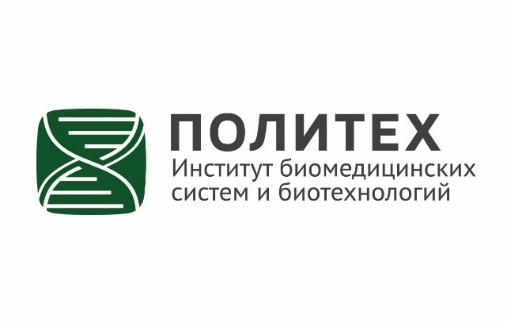 ПОЛИТЕХ
Институт биомедицинских
систем и биотехнологий